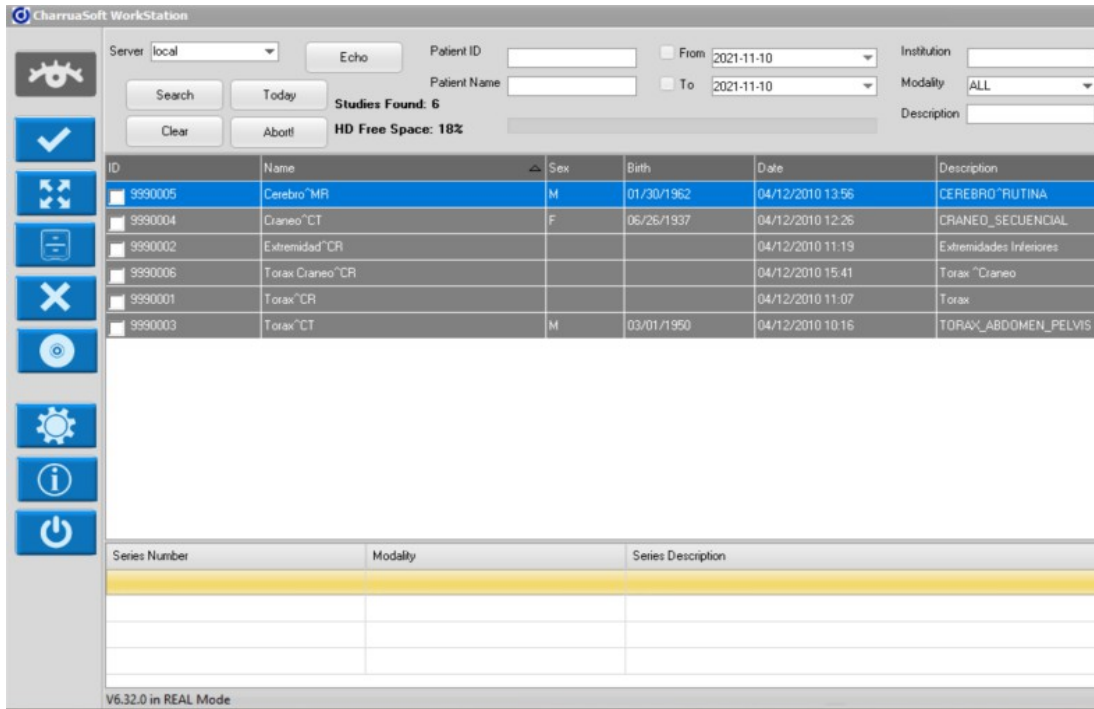 CharruaSoft WorkStation
Server local Echo Patient ID From 2021-11-10 Institution
Search Today Patient Name To 2021-11-10 Modality ALL
Studies Found: 6
Clear Abort! HD Free Space: 18% Description
ID Name Sex Birth Date Description
9990005 Cerebro^MR M 01/30/1962 04/12/2010 13:56 CEREBRO^RUTINA
9990004 Craneo^CT F 06/26/1937 04/12/2010 12:26 CRANEO_SECUENCIAL
9990002 Extremidad^CR 04/12/2010 11:19 Extremidades Inferiores
9990006 Torax Craneo^CR 04/12/2010 15:41 Torax ^Craneo
9990001 Torax^CR 04/12/2010 11:07 Torax
9990003 Torax^CT M 03/01/1950 04/12/2010 10:16 TORAX_ABDOMEN_PELVIS
Series Number Modality Series Description
V6.32.0 in REAL Mode